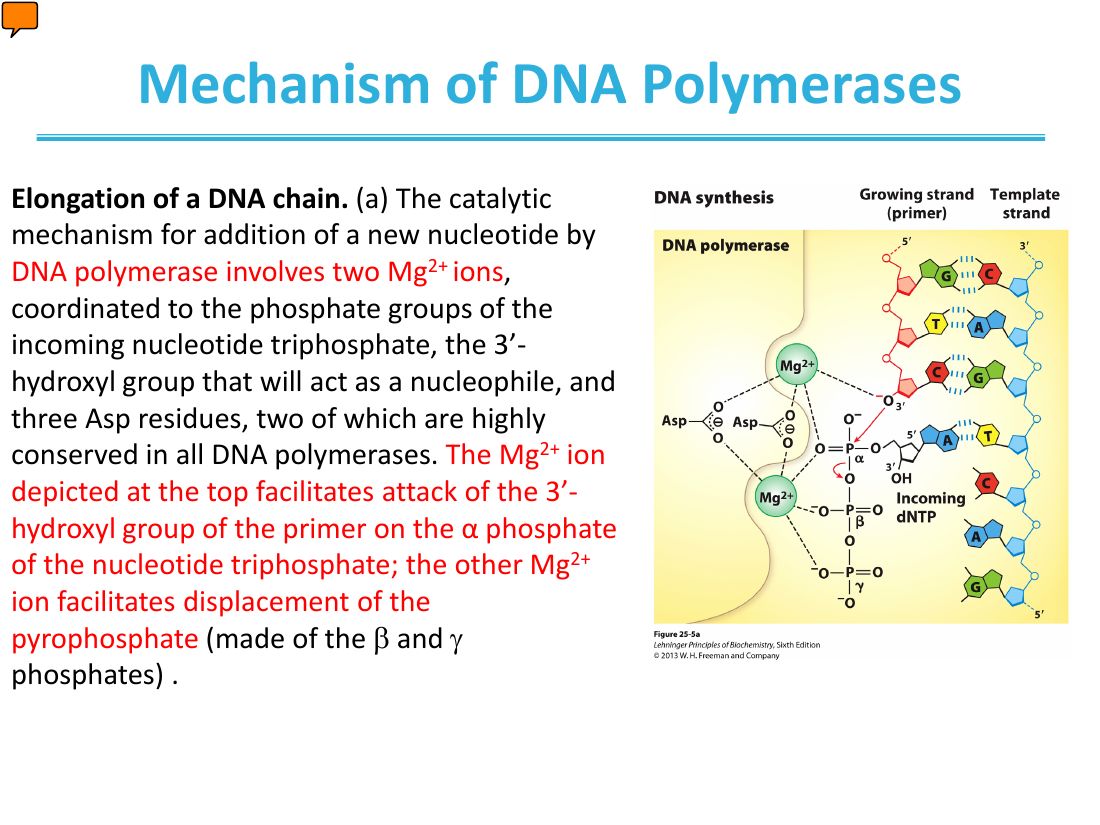 Mechanism of DNA Polymerases
Elongation of a DNA chain. (a) The catalytic
mechanism for addition of a new nucleotide by
DNA polymerase involves two Mg²⁺ ions,
coordinated to the phosphate groups of the
incoming nucleotide triphosphate, the 3’-
hydroxyl group that will act as a nucleophile, and
three Asp residues, two of which are highly
conserved in all DNA polymerases. The Mg²⁺ ion
depicted at the top facilitates attack of the 3’-
hydroxyl group of the primer on the α phosphate
of the nucleotide triphosphate; the other Mg²⁺
ion facilitates displacement of the
pyrophosphate (made of the β and γ
phosphates) .
DNA synthesis
Growing strand
(primer)
Template
strand
DNA polymerase
5′
3′
G
C
T
A
C
G
Mg²⁺
⁻O 3′
Asp
O
⊖
O
Asp
O
⊖
O
O⁻
O=P—O
α
5′
A
T
3′
OH
O
Mg²⁺
Incoming
dNTP
C
⁻O—P=O
β
O
A
⁻O—P=O
γ
⁻O
G
5′
Figure 25-5a
Lehninger Principles of Biochemistry, Sixth Edition
© 2013 W. H. Freeman and Company